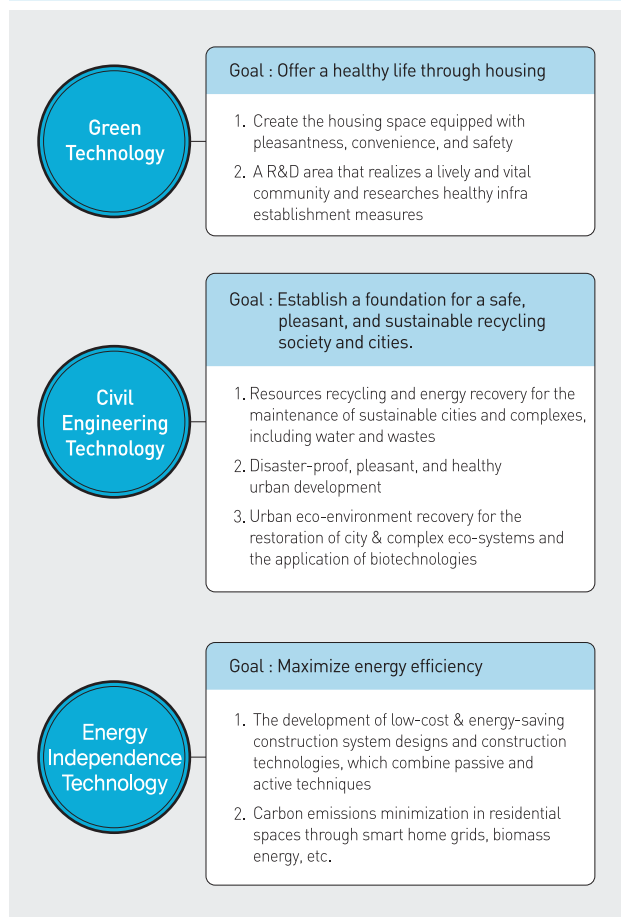 Green
Technology
Goal : Offer a healthy life through housing
1. Create the housing space equipped with
pleasantness, convenience, and safety
2. A R&D area that realizes a lively and vital
community and researches healthy infra
establishment measures
Civil
Engineering
Technology
Goal : Establish a foundation for a safe,
pleasant, and sustainable recycling
society and cities.
1. Resources recycling and energy recovery for the
maintenance of sustainable cities and complexes,
including water and wastes
2. Disaster-proof, pleasant, and healthy
urban development
3. Urban eco-environment recovery for the
restoration of city & complex eco-systems and
the application of biotechnologies
Energy
Independence
Technology
Goal : Maximize energy efficiency
1. The development of low-cost & energy-saving
construction system designs and construction
technologies, which combine passive and
active techniques
2. Carbon emissions minimization in residential
spaces through smart home grids, biomass
energy, etc.